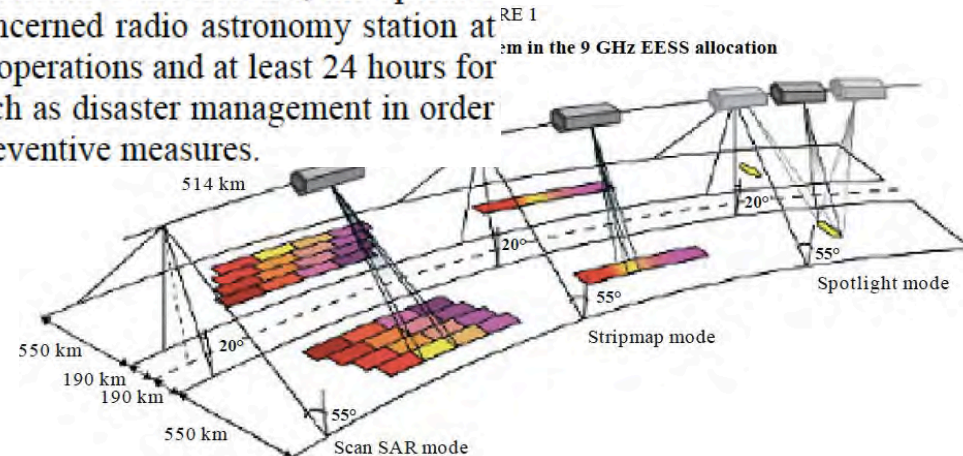 ncerned radio astronomy station at
operations and at least 24 hours for
ch as disaster management in order
eventive measures.
RE 1
em in the 9 GHz EESS allocation
514 km
20°
20°
55°
Spotlight mode
20°
55°
Stripmap mode
550 km
20°
190 km
190 km
55°
550 km
Scan SAR mode